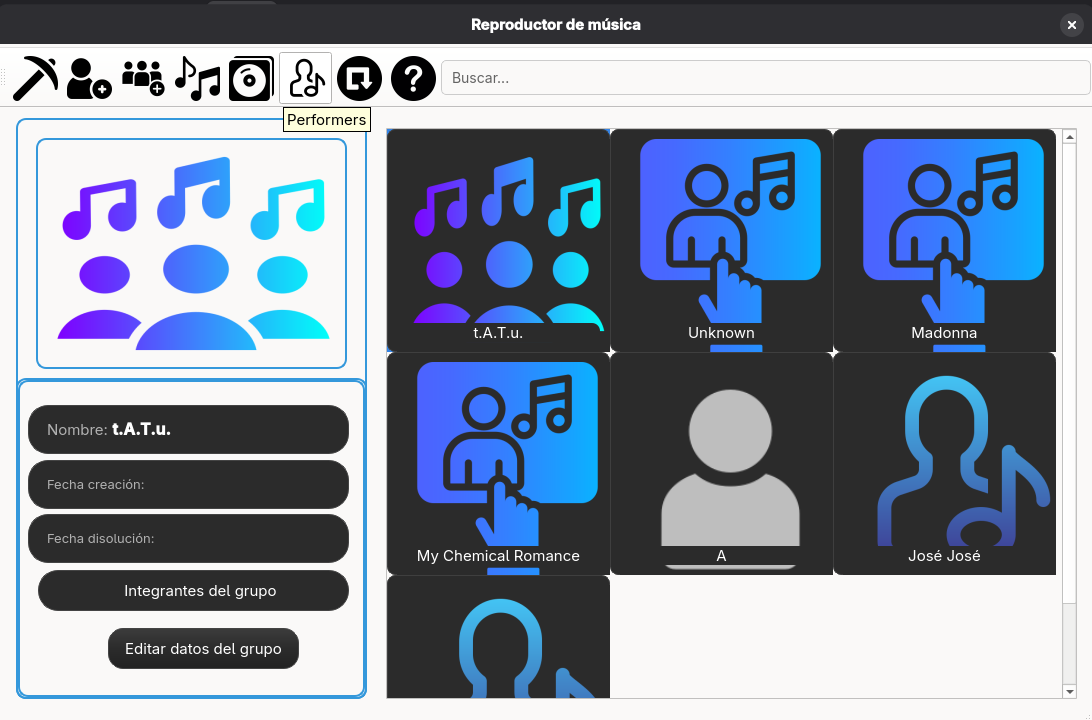 Reproductor de música
Buscar...
Performers
Nombre: t.A.T.u.
Fecha creación:
Fecha disolución:
Integrantes del grupo
Editar datos del grupo
t.A.T.u.
Unknown
Madonna
My Chemical Romance
A
José José